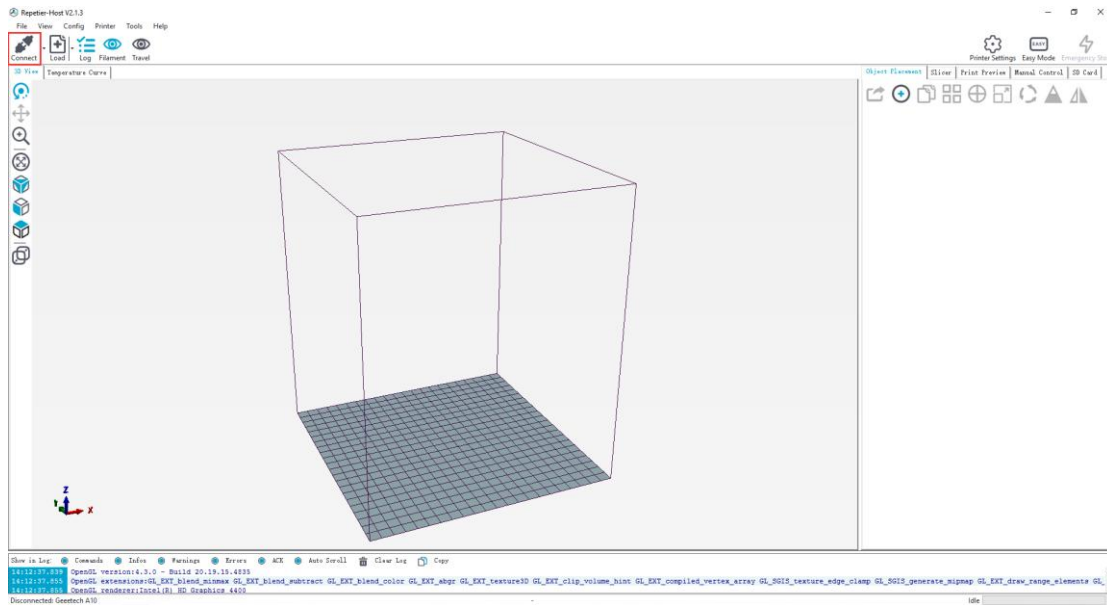 Repetier-Host V2.1.3
File View Config Printer Tools Help
Connect Load Log Filament Travel
Printer Settings Easy Mode Emergency Sto
EASY
3D View Temperature Curve
Object Placement Slicer Print Preview Manual Control SD Card
Z
Y
X
Show in Log: Commands Infos Warnings Errors ACK Auto Scroll Clear Log Copy
14:12:37.839 OpenGL version:4.3.0 - Build 20.19.15.4835
14:12:37.855 OpenGL extensions:GL_EXT_blend_minmax GL_EXT_blend_subtract GL_EXT_blend_color GL_EXT_abgr GL_EXT_texture3D GL_EXT_clip_volume_hint GL_EXT_compiled_vertex_array GL_SGIS_texture_edge_clamp GL_SGIS_generate_mipmap GL_EXT_draw_range_elements GL_
14:12:37.855 OpenGL renderer:Intel(R) HD Graphics 4400
Disconnected: Geeetech A10 - Idle